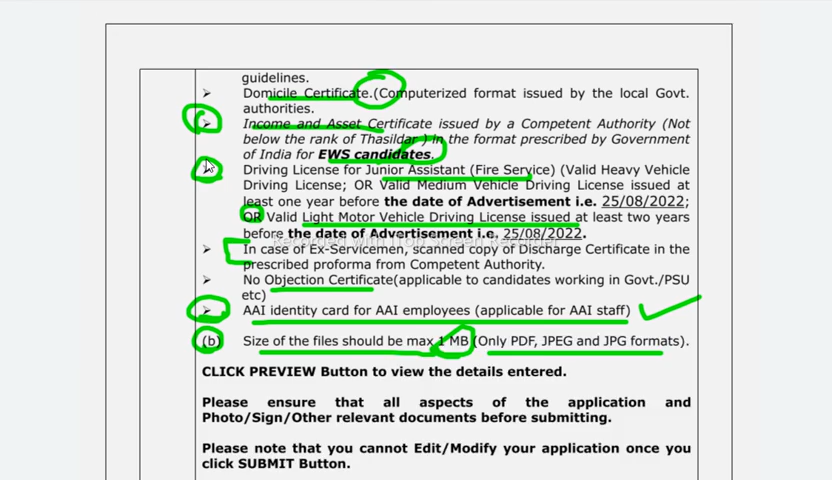 guidelines.
➢ Domicile Certificate.(Computerized format issued by the local Govt.
authorities.
➢ Income and Asset Certificate issued by a Competent Authority (Not
below the rank of Thasildar ) in the format prescribed by Government
of India for EWS candidates.
➢ Driving License for Junior Assistant (Fire Service) (Valid Heavy Vehicle
Driving License; OR Valid Medium Vehicle Driving License issued at
least one year before the date of Advertisement i.e. 25/08/2022;
OR Valid Light Motor Vehicle Driving License issued at least two years
before the date of Advertisement i.e. 25/08/2022.
Recorded with iTop Screen Recorder
➢ In case of Ex-Servicemen, scanned copy of Discharge Certificate in the
prescribed proforma from Competent Authority.
➢ No Objection Certificate(applicable to candidates working in Govt./PSU
etc)
➢ AAI identity card for AAI employees (applicable for AAI staff)
(b) Size of the files should be max 1 MB (Only PDF, JPEG and JPG formats).
CLICK PREVIEW Button to view the details entered.
Please ensure that all aspects of the application and
Photo/Sign/Other relevant documents before submitting.
Please note that you cannot Edit/Modify your application once you
click SUBMIT Button.